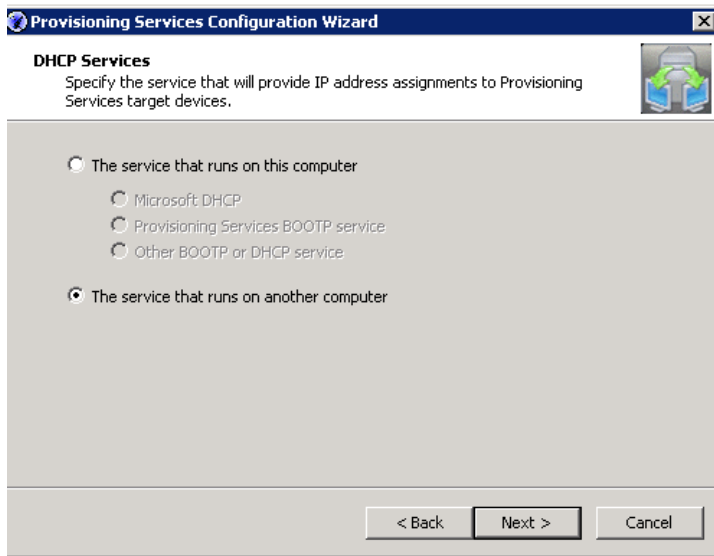 Provisioning Services Configuration Wizard
DHCP Services
Specify the service that will provide IP address assignments to Provisioning
Services target devices.
The service that runs on this computer
Microsoft DHCP
Provisioning Services BOOTP service
Other BOOTP or DHCP service
The service that runs on another computer
< Back Next > Cancel